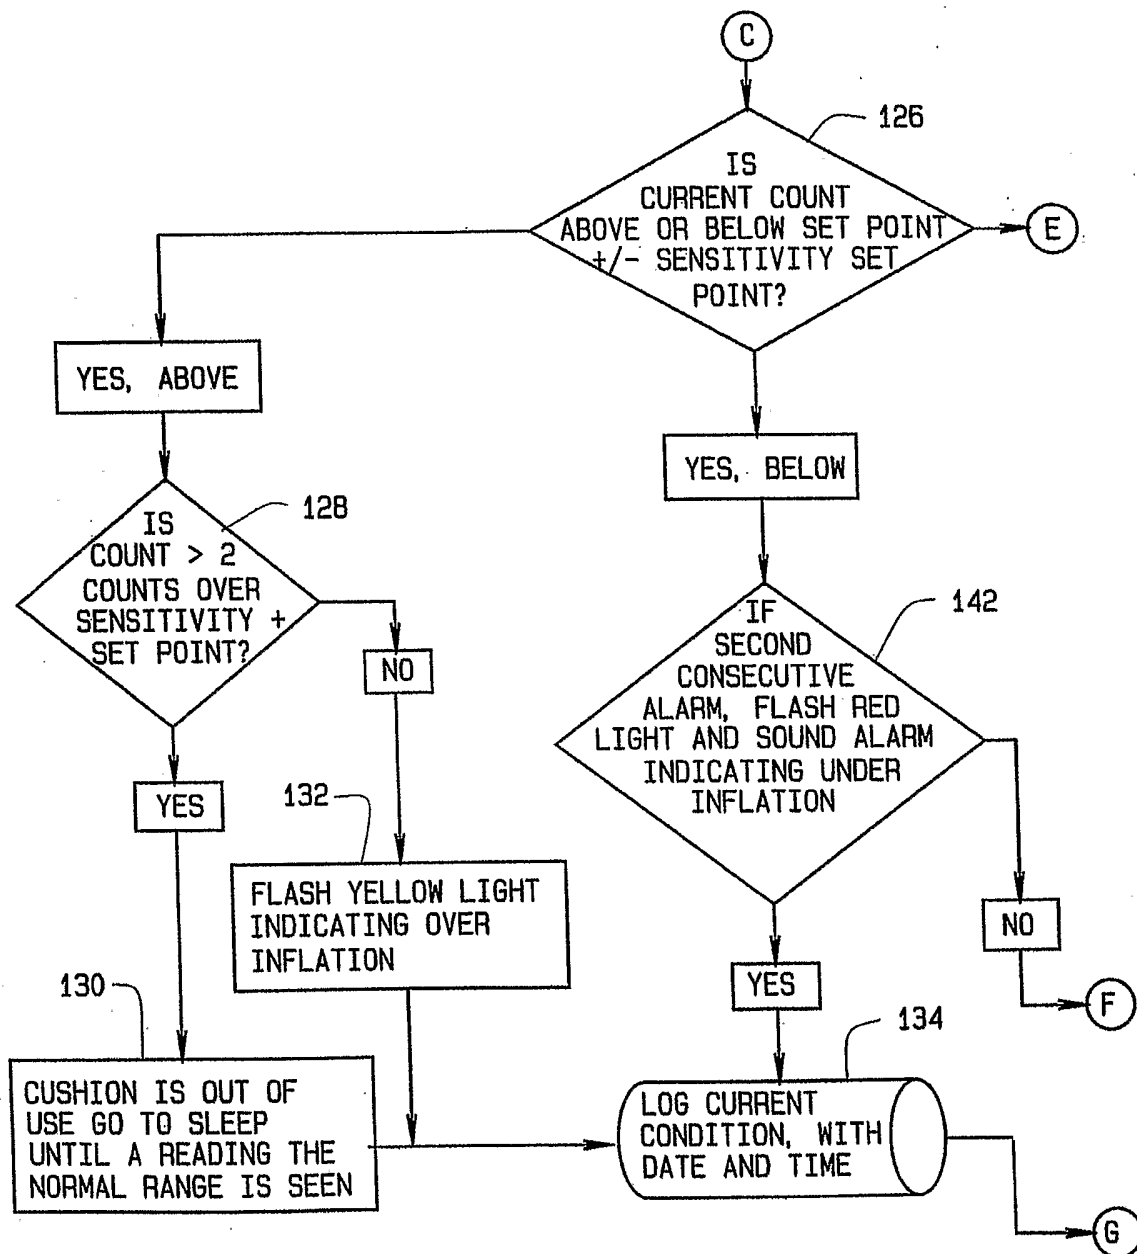 C
126
IS
CURRENT COUNT
ABOVE OR BELOW SET POINT
+/- SENSITIVITY SET
POINT?
E
YES, ABOVE
YES, BELOW
128
IS
COUNT > 2
COUNTS OVER
SENSITIVITY +
SET POINT?
NO
YES
142
IF
SECOND
CONSECUTIVE
ALARM, FLASH RED
LIGHT AND SOUND ALARM
INDICATING UNDER
INFLATION
132
FLASH YELLOW LIGHT
INDICATING OVER
INFLATION
NO
YES
F
130
CUSHION IS OUT OF
USE GO TO SLEEP
UNTIL A READING THE
NORMAL RANGE IS SEEN
134
LOG CURRENT
CONDITION, WITH
DATE AND TIME
G